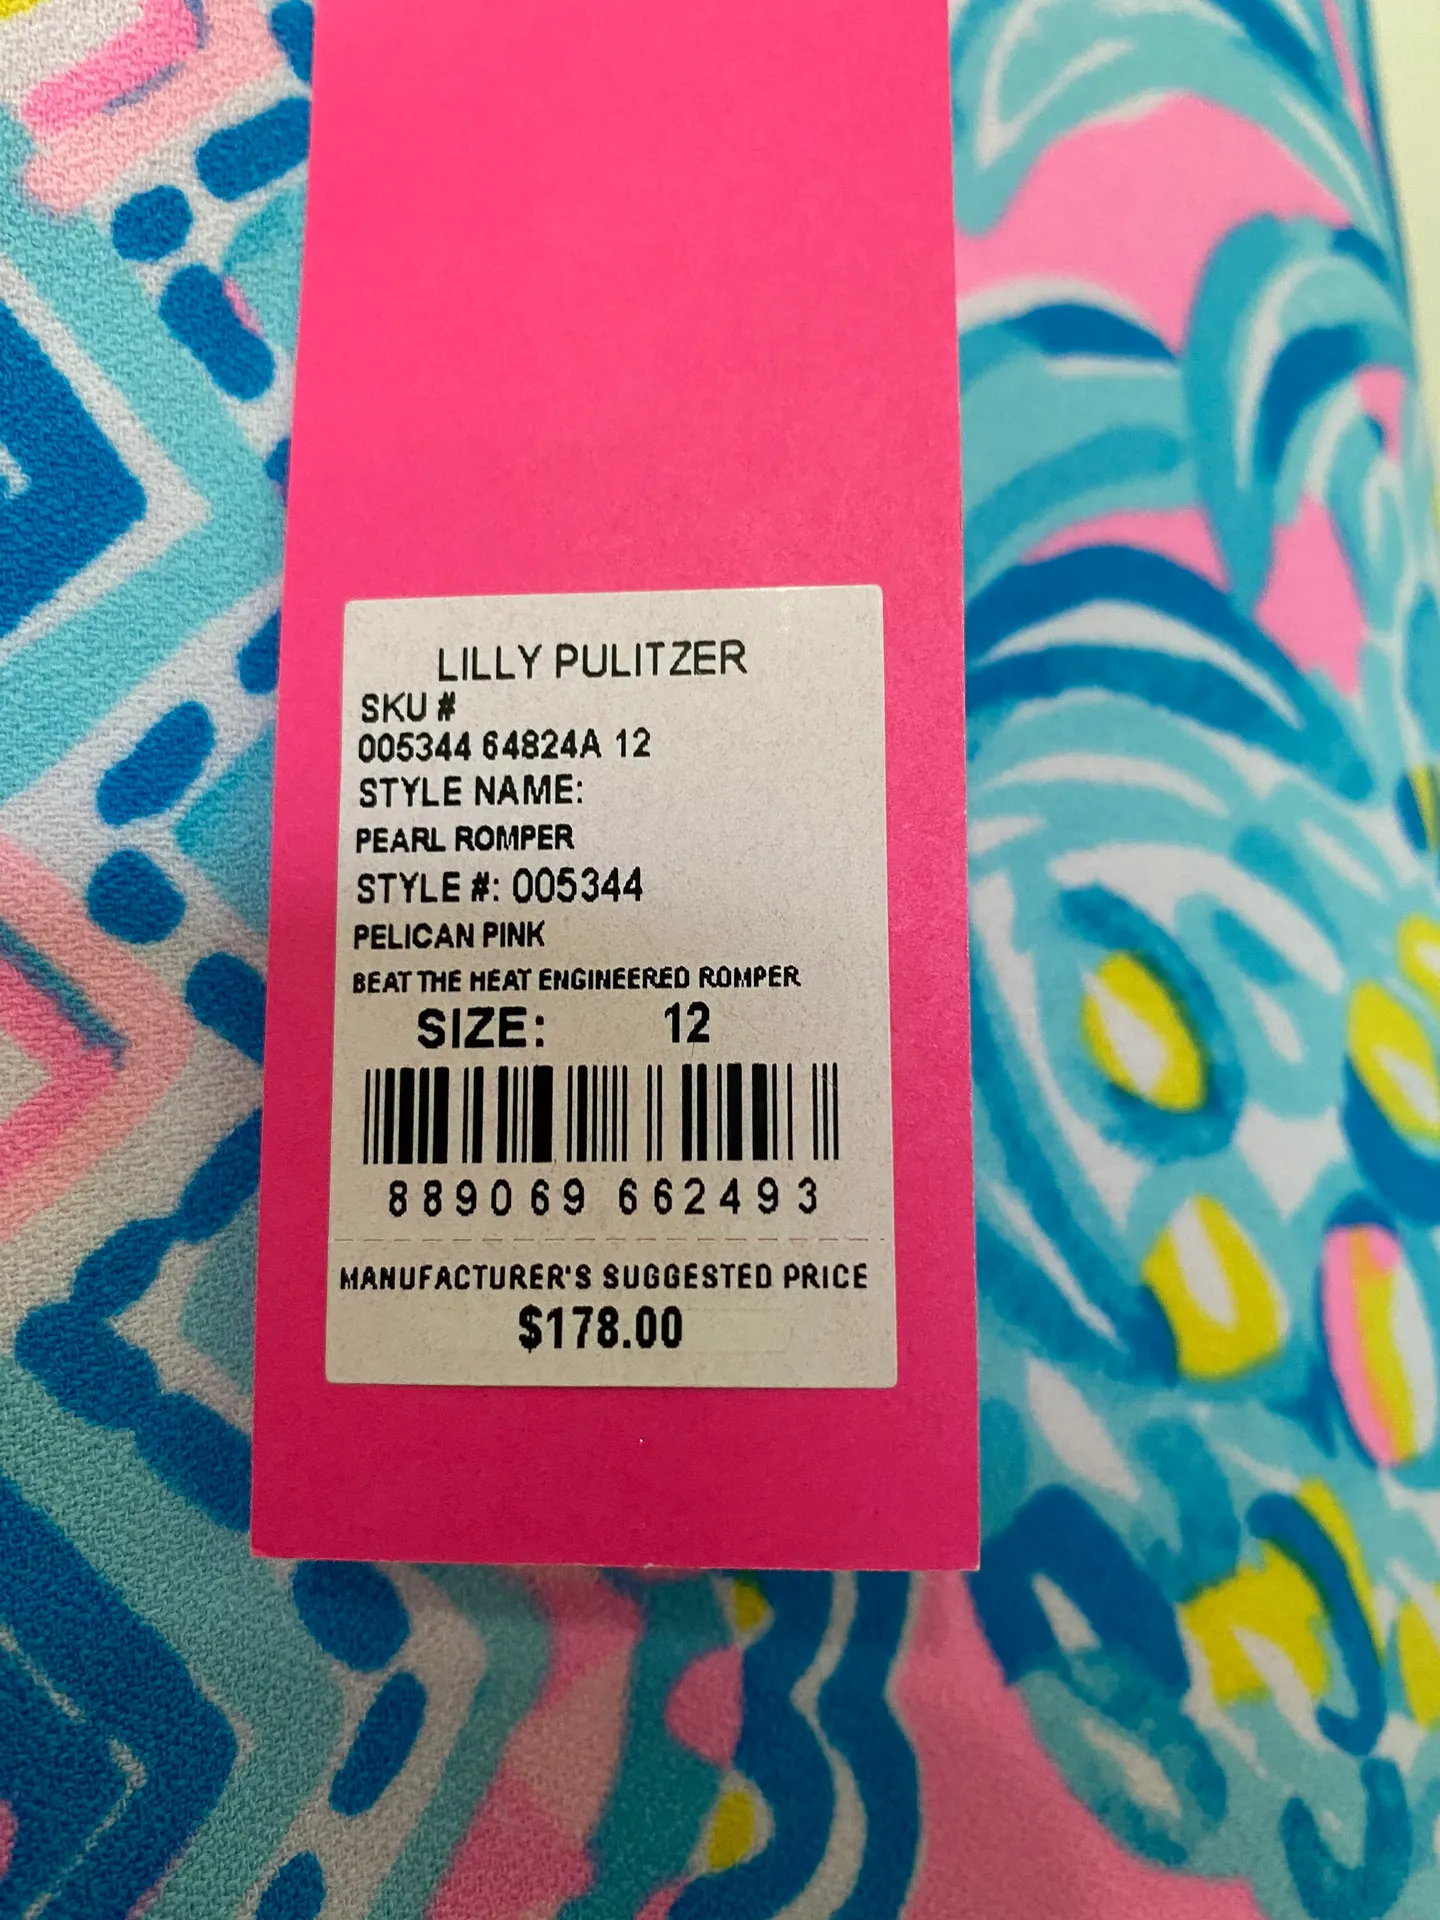 LILLY PULITZER
SKU #
005344 64824A 12
STYLE NAME:
PEARL ROMPER
STYLE #: 005344
PELICAN PINK
BEAT THE HEAT ENGINEERED ROMPER
SIZE: 12
889069 662493
MANUFACTURER'S SUGGESTED PRICE
$178.00